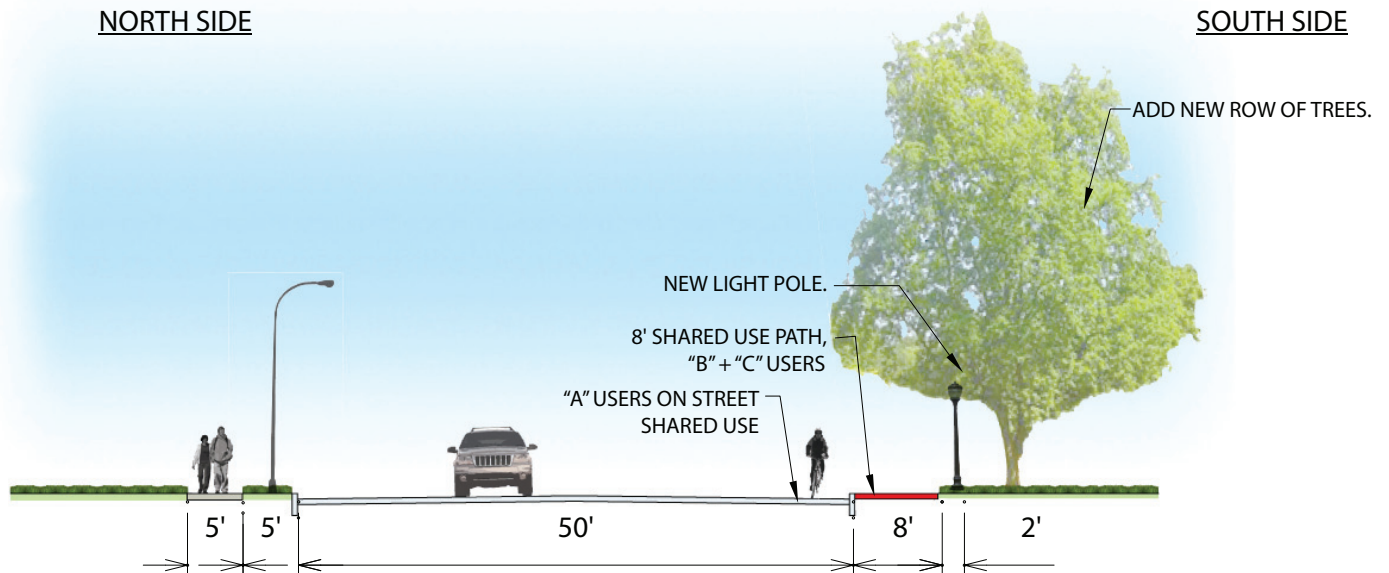 NORTH SIDE
SOUTH SIDE
ADD NEW ROW OF TREES.
NEW LIGHT POLE.
8' SHARED USE PATH,
“B” + “C” USERS
“A” USERS ON STREET
SHARED USE
5'
5'
50'
8'
2'